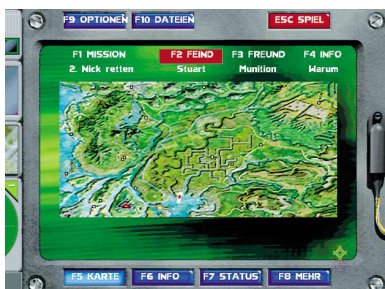 F9 OPTIONEN F10 DATEIEN ESC SPIEL
F1 MISSION F2 FEIND F3 FREUND F4 INFO
2. Nick retten Stuart Munition Warum
F5 KARTE F6 INFO F7 STATUS F8 MEHR